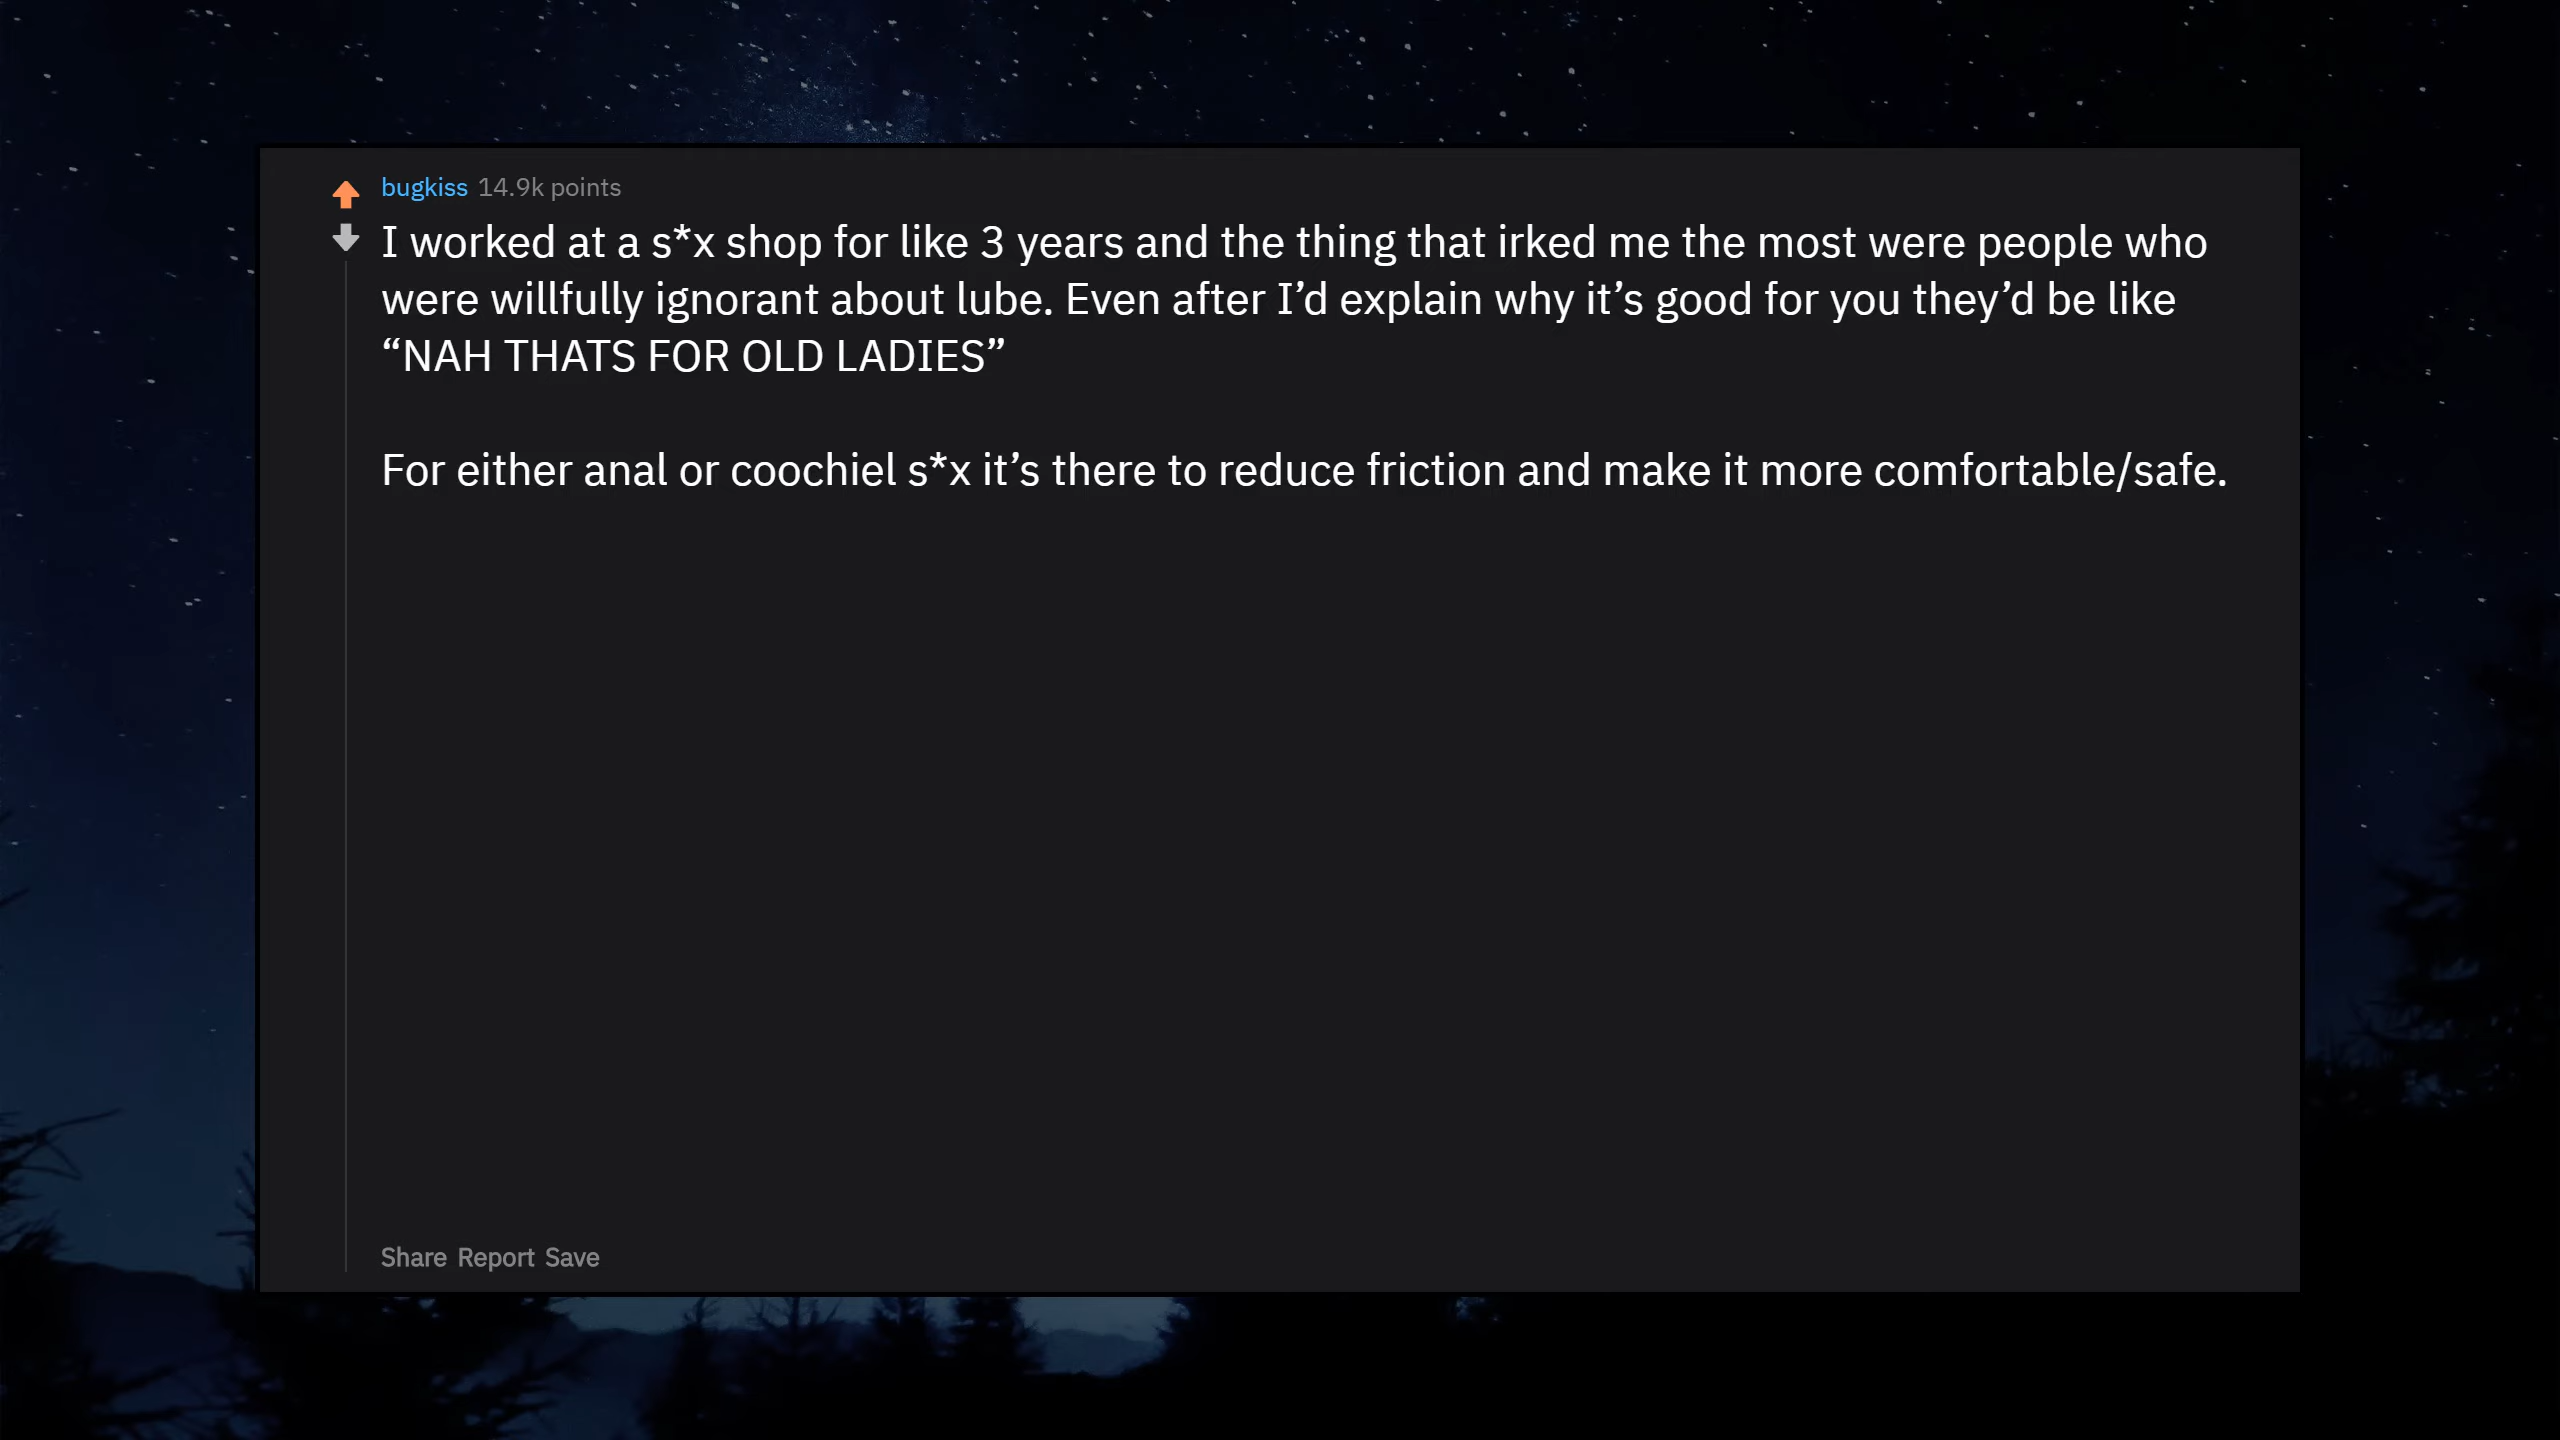 bugkiss 14.9k points
I worked at a s*x shop for like 3 years and the thing that irked me the most were people who
were willfully ignorant about lube. Even after I’d explain why it’s good for you they’d be like
“NAH THATS FOR OLD LADIES”
For either anal or coochiel s*x it’s there to reduce friction and make it more comfortable/safe.
Share Report Save